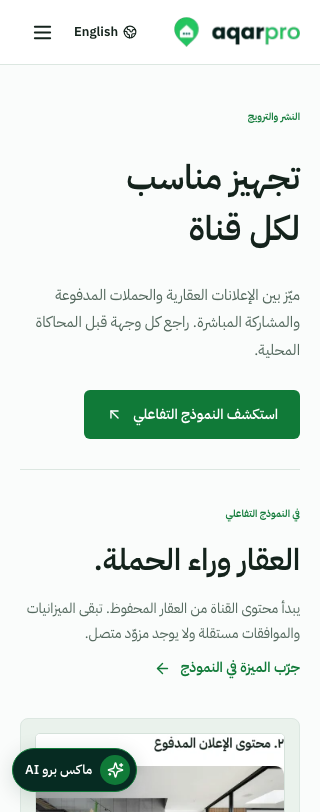 aqarpro
English
النشر والترويج
تجهيز مناسب
لكل قناة
ميّز بين الإعلانات العقارية والحملات المدفوعة
والمشاركة المباشرة. راجع كل وجهة قبل المحاكاة
المحلية.
استكشف النموذج التفاعلي
في النموذج التفاعلي
العقار وراء الحملة.
يبدأ محتوى القناة من العقار المحفوظ. تبقى الميزانيات
والموافقات مستقلة ولا يوجد مزوّد متصل.
جرّب الميزة في النموذج
٢. محتوى الإعلان المدفوع
ماكس برو AI